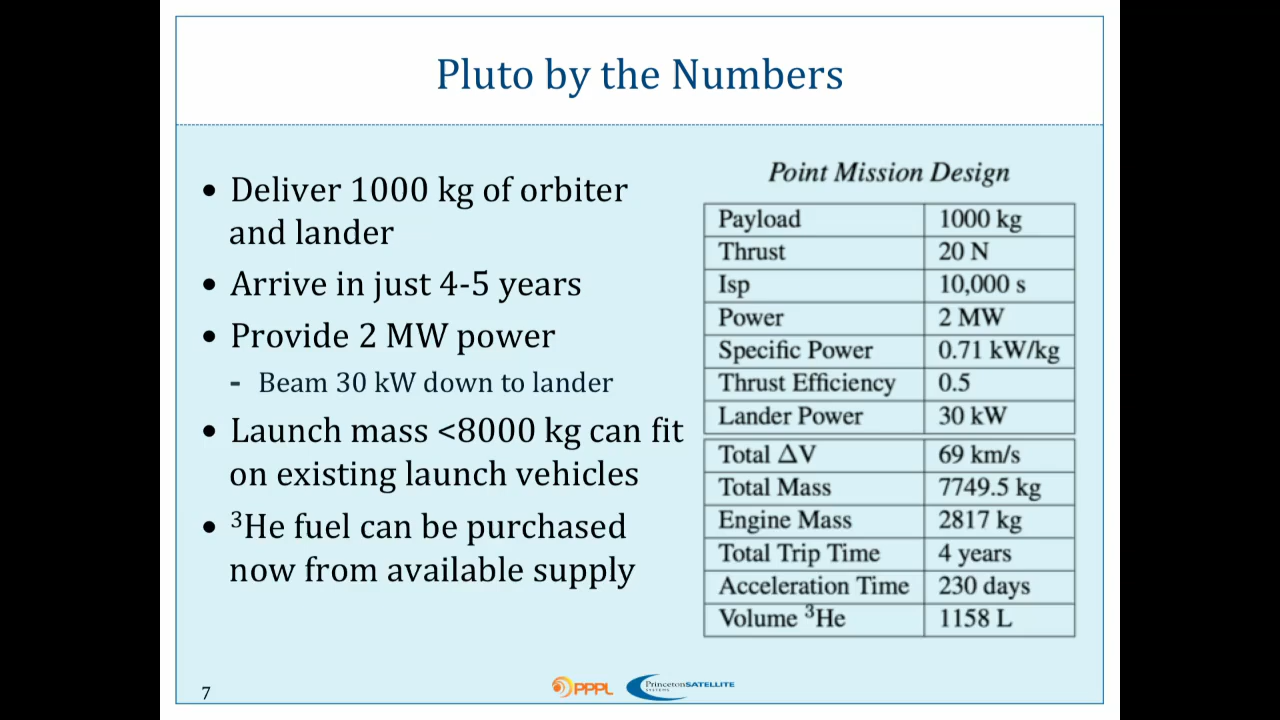 Pluto by the Numbers
• Deliver 1000 kg of orbiter
and lander
• Arrive in just 4-5 years
• Provide 2 MW power
- Beam 30 kW down to lander
• Launch mass <8000 kg can fit
on existing launch vehicles
• ³He fuel can be purchased
now from available supply
Point Mission Design
Payload 1000 kg
Thrust 20 N
Isp 10,000 s
Power 2 MW
Specific Power 0.71 kW/kg
Thrust Efficiency 0.5
Lander Power 30 kW
Total ΔV 69 km/s
Total Mass 7749.5 kg
Engine Mass 2817 kg
Total Trip Time 4 years
Acceleration Time 230 days
Volume ³He 1158 L
7
PPPL
PrincetonSATELLITE
SYSTEMS